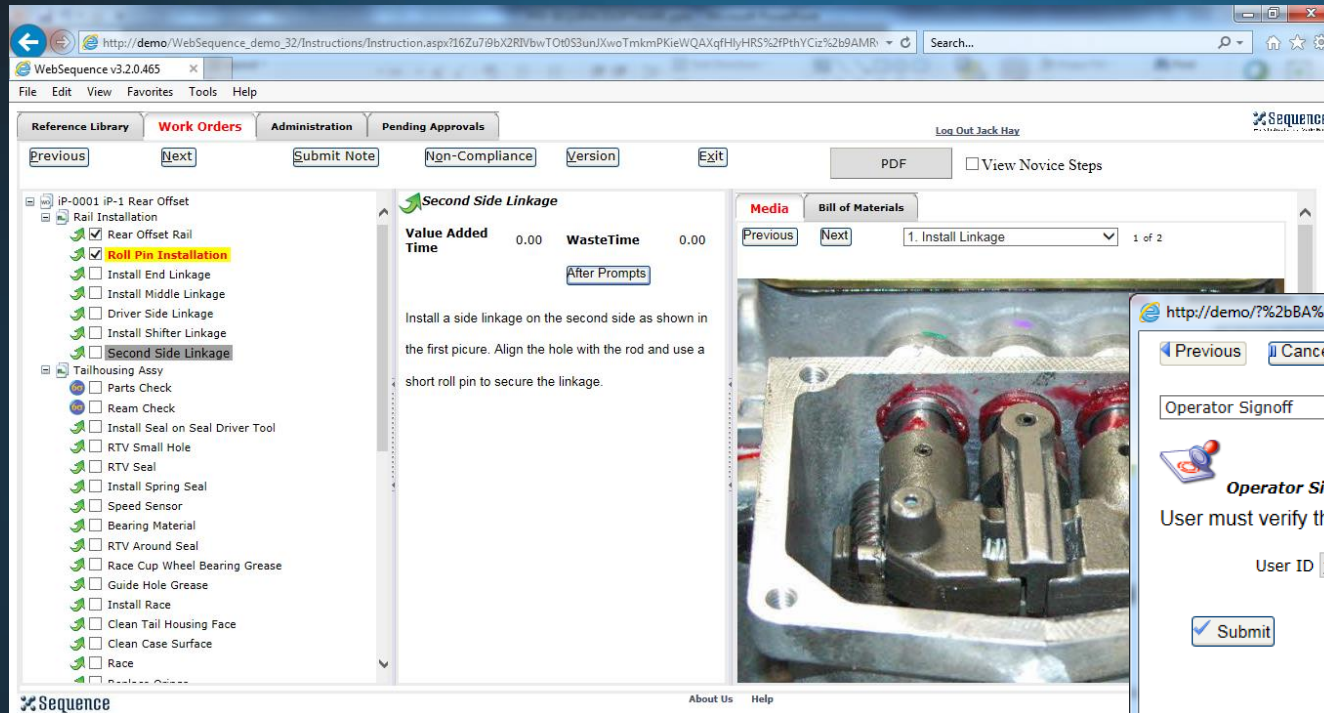 http://demo/WebSequence_demo_32/Instructions/Instruction.aspx?
Search...
WebSequence v3.2.0.465
File Edit View Favorites Tools Help
Reference Library Work Orders Administration Pending Approvals
Log Out Jack Hay
Sequence
Previous Next Submit Note Non-Compliance Version Exit PDF View Novice Steps
iP-0001 iP-1 Rear Offset
Rail Installation
Rear Offset Rail
Roll Pin Installation
Install End Linkage
Install Middle Linkage
Driver Side Linkage
Install Shifter Linkage
Second Side Linkage
Tailhousing Assy
Parts Check
Ream Check
Install Seal on Seal Driver Tool
RTV Small Hole
RTV Seal
Install Spring Seal
Speed Sensor
Bearing Material
RTV Around Seal
Race Cup Wheel Bearing Grease
Guide Hole Grease
Install Race
Clean Tail Housing Face
Clean Case Surface
Race
Second Side Linkage
Value Added Time 0.00 WasteTime 0.00
After Prompts
Install a side linkage on the second side as shown in
the first picure. Align the hole with the rod and use a
short roll pin to secure the linkage.
Media Bill of Materials
Previous Next 1. Install Linkage 1 of 2
http://demo/?%2bBA%
Previous Cance
Operator Signoff
Operator Si
User must verify th
User ID
Submit
Sequence
About Us Help